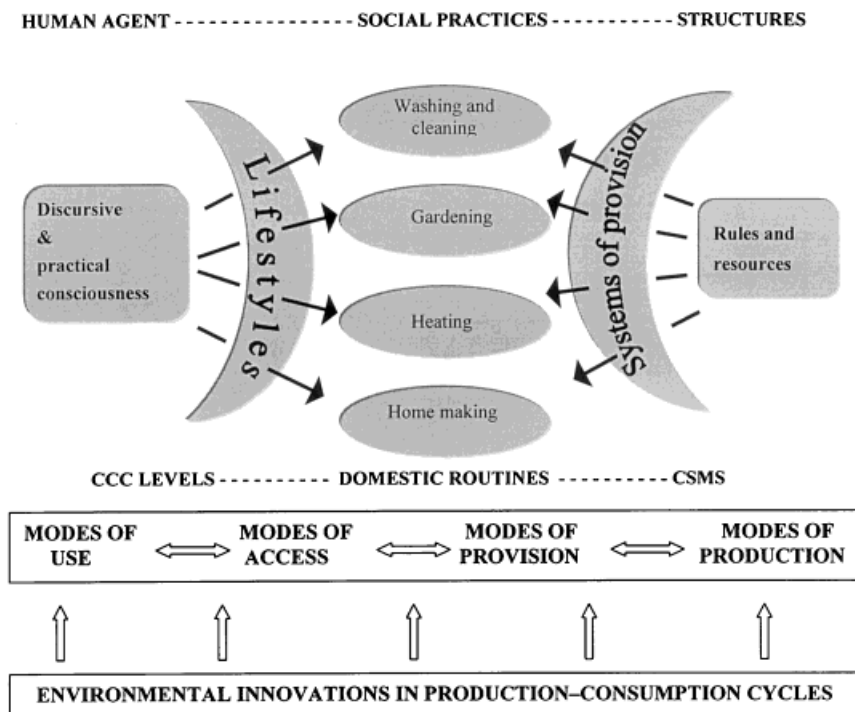 HUMAN AGENT ---------------- SOCIAL PRACTICES ---------- STRUCTURES
Washing and
cleaning
Lifestyles
Systems of provision
Discursive
&
practical
consciousness
Gardening
Rules and
resources
Heating
Home making
CCC LEVELS ----------- DOMESTIC ROUTINES ----------- CSMS
MODES OF
USE
MODES OF
ACCESS
MODES OF
PROVISION
MODES OF
PRODUCTION
ENVIRONMENTAL INNOVATIONS IN PRODUCTION–CONSUMPTION CYCLES